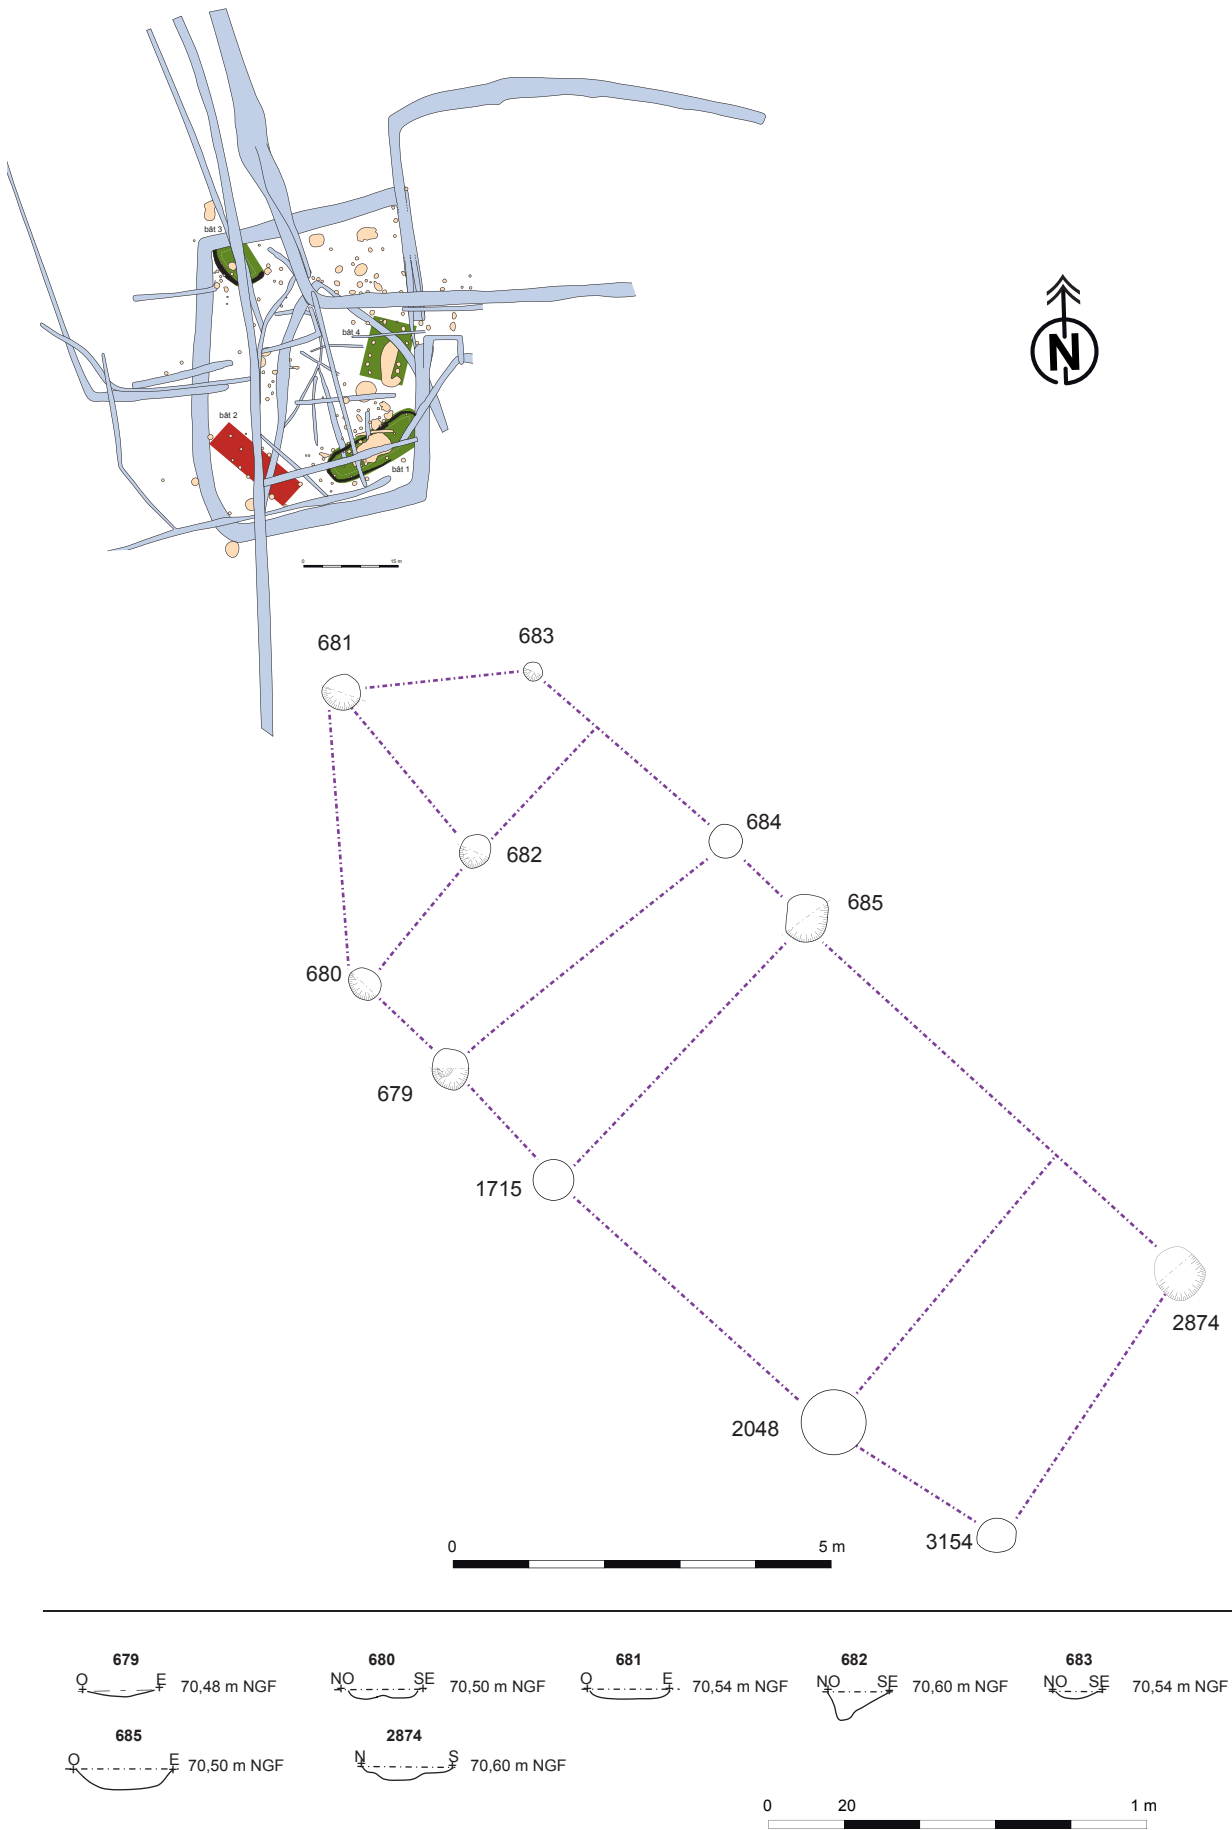 bât 3
N
bât 4
bât 2
bât 1
0 15 m
681
683
684
682
685
680
679
1715
2874
2048
3154
0 5 m
679
O E 70,48 m NGF
680
NO SE 70,50 m NGF
681
O E 70,54 m NGF
682
NO SE 70,60 m NGF
683
NO SE 70,54 m NGF
685
O E 70,50 m NGF
2874
N S 70,60 m NGF
0 20 1 m